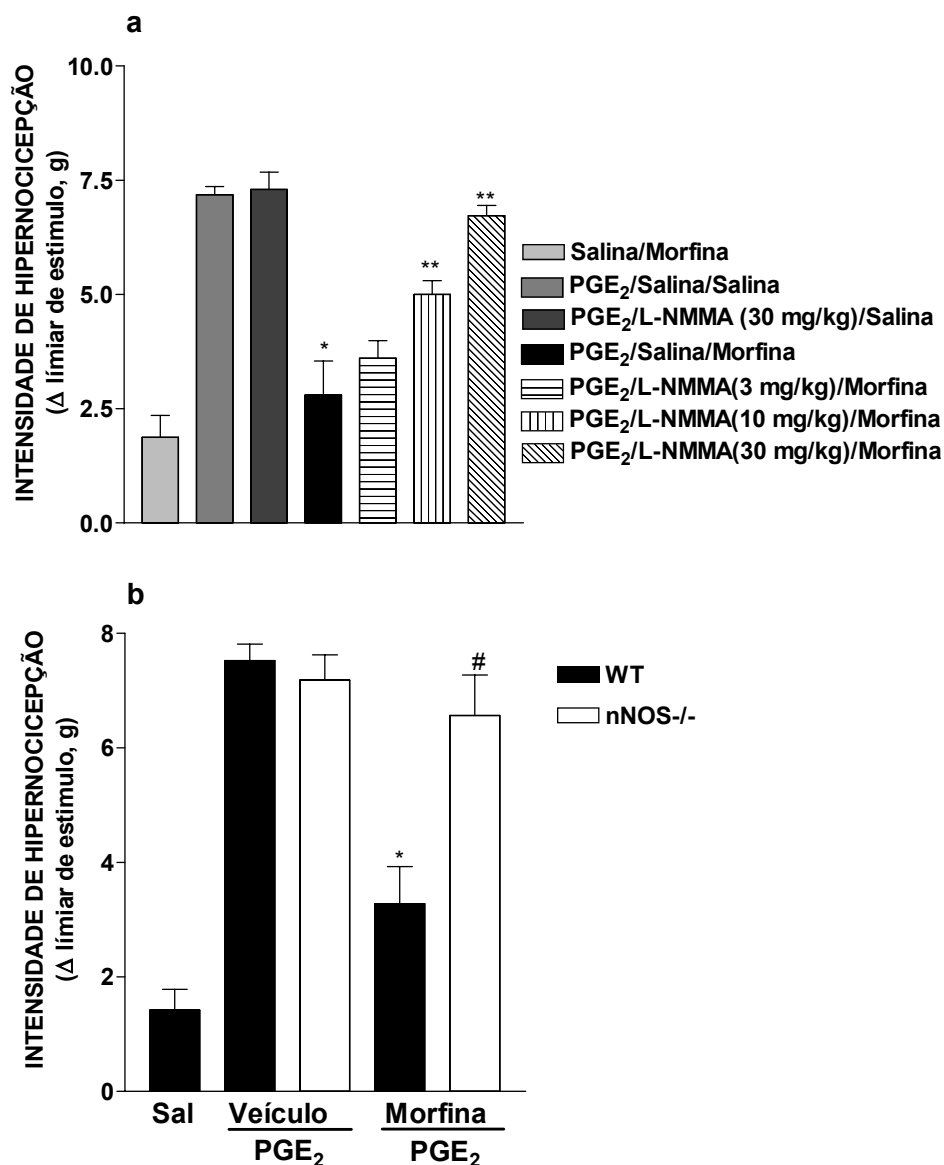 a
INTENSIDADE DE HIPERNOCICEPÇÃO
(Δ límiar de estimulo, g)
10.0
7.5
5.0
2.5
0.0
*
**
**
Salina/Morfina
PGE₂/Salina/Salina
PGE₂/L-NMMA (30 mg/kg)/Salina
PGE₂/Salina/Morfina
PGE₂/L-NMMA(3 mg/kg)/Morfina
PGE₂/L-NMMA(10 mg/kg)/Morfina
PGE₂/L-NMMA(30 mg/kg)/Morfina
b
INTENSIDADE DE HIPERNOCICEPÇÃO
(Δ límiar de estímulo, g)
8
6
4
2
0
*
#
WT
nNOS-/-
Sal Veículo Morfina
PGE₂ PGE₂